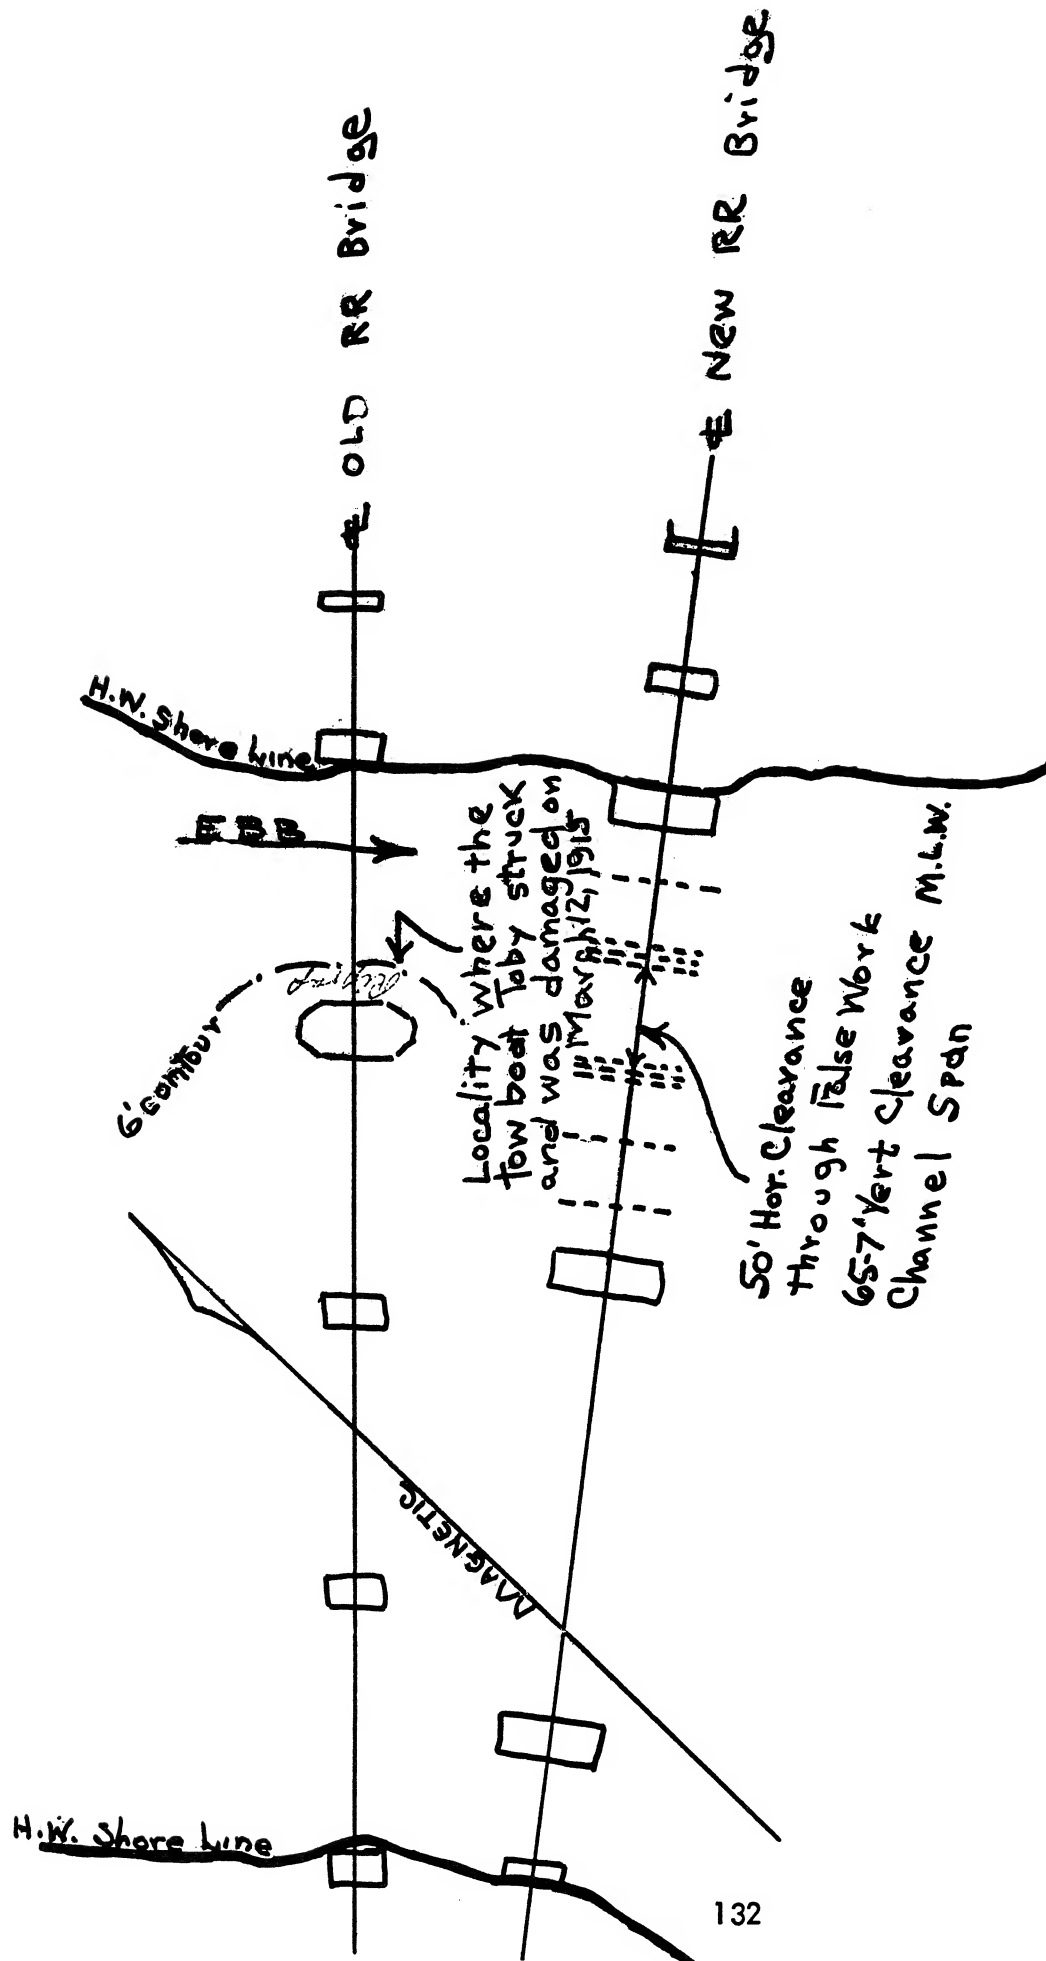 ℄ OLD RR Bridge
℄ New RR Bridge
H.W. Shore Line
EBB
6' contour
Riprap
Locality where the
tow boat Toby struck
and was damaged on
March 12, 1915
50' Hor. Clearance
through False Work
65-7" Vert Clearance M.L.W.
Channel Span
MAGNETIC
H.W. Shore Line
132